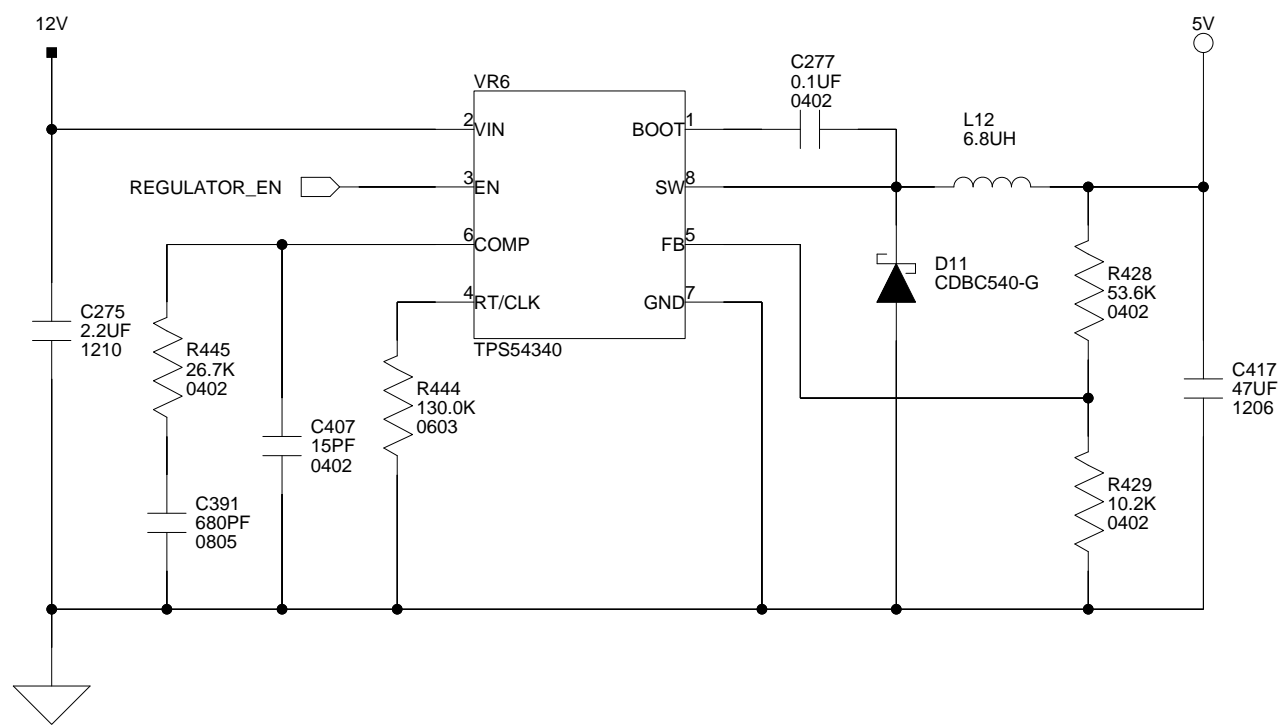 12V
5V
C277
0.1UF
0402
VR6
L12
6.8UH
2 VIN BOOT 1
REGULATOR_EN 3 EN SW 8
6 COMP FB 5
4 RT/CLK GND 7
TPS54340
D11
CDBC540-G
R428
53.6K
0402
C275
2.2UF
1210
R445
26.7K
0402
R444
130.0K
0603
C417
47UF
1206
C407
15PF
0402
C391
680PF
0805
R429
10.2K
0402